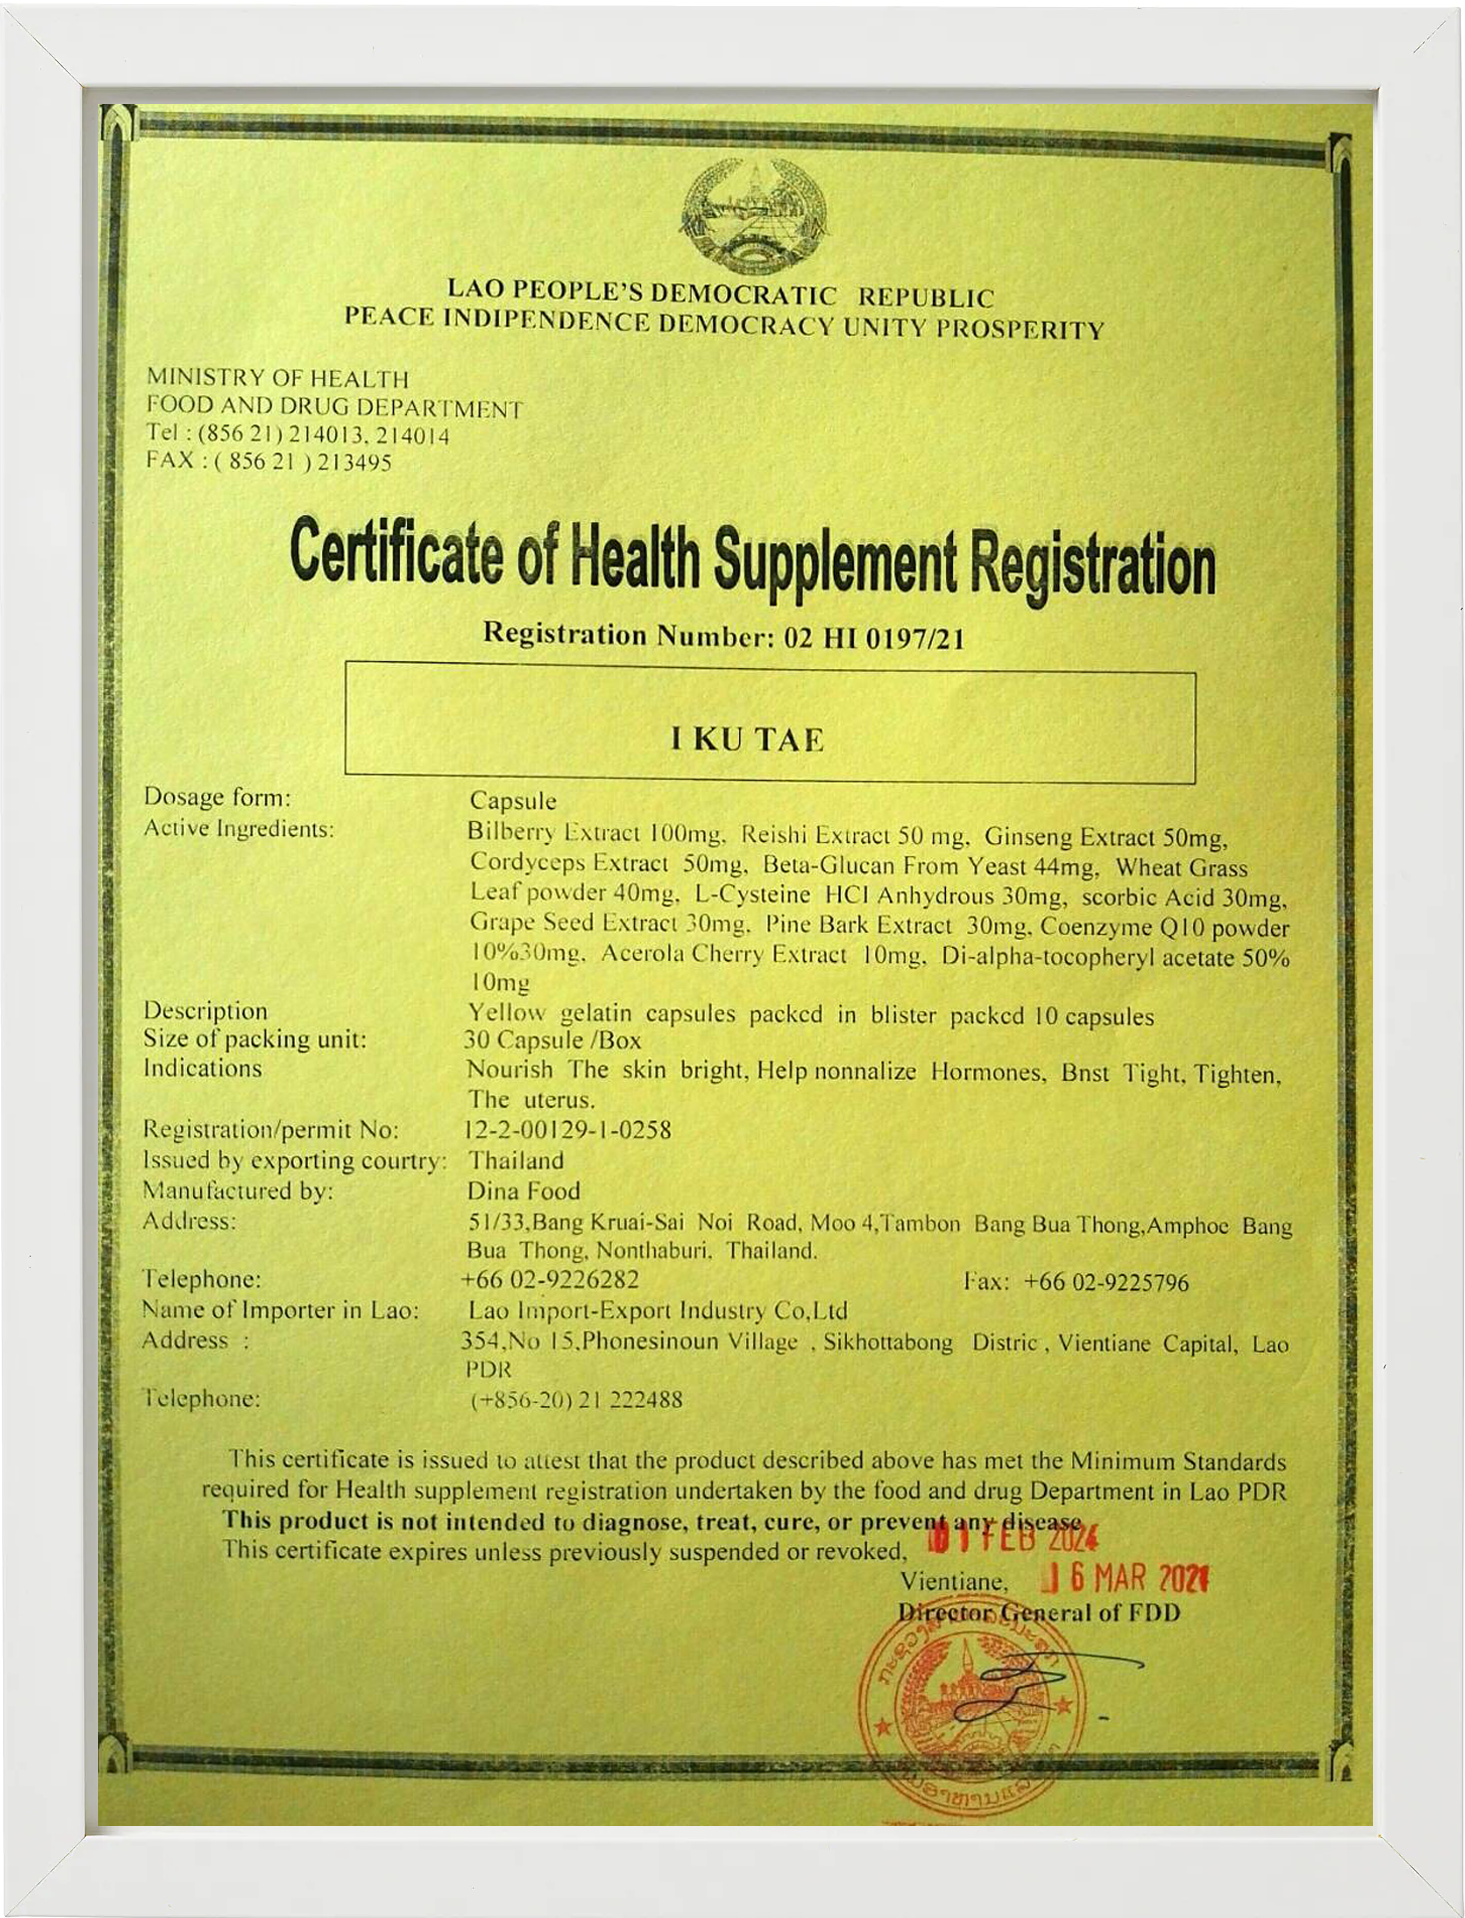 LAO PEOPLE'S DEMOCRATIC REPUBLIC
PEACE INDIPENDENCE DEMOCRACY UNITY PROSPERITY
MINISTRY OF HEALTH
FOOD AND DRUG DEPARTMENT
Tel : (856 21) 214013, 214014
FAX : ( 856 21 ) 213495
Certificate of Health Supplement Registration
Registration Number: 02 HI 0197/21
I KU TAE
Dosage form: Capsule
Active Ingredients: Bilberry Extract 100mg, Reishi Extract 50 mg, Ginseng Extract 50mg,
Cordyceps Extract 50mg, Beta-Glucan From Yeast 44mg, Wheat Grass
Leaf powder 40mg, L-Cysteine HCl Anhydrous 30mg, scorbic Acid 30mg,
Grape Seed Extract 30mg, Pine Bark Extract 30mg, Coenzyme Q10 powder
10%30mg, Acerola Cherry Extract 10mg, Di-alpha-tocopheryl acetate 50%
10mg
Description Yellow gelatin capsules packed in blister packed 10 capsules
Size of packing unit: 30 Capsule /Box
Indications Nourish The skin bright, Help nonnalize Hormones, Bnst Tight, Tighten,
The uterus.
Registration/permit No: 12-2-00129-1-0258
Issued by exporting courtry: Thailand
Manufactured by: Dina Food
Address: 51/33,Bang Kruai-Sai Noi Road, Moo 4,Tambon Bang Bua Thong,Amphoe Bang
Bua Thong, Nonthaburi, Thailand.
Telephone: +66 02-9226282 Fax: +66 02-9225796
Name of Importer in Lao: Lao Import-Export Industry Co,Ltd
Address : 354,No 15,Phonesinoun Village , Sikhottabong Distric , Vientiane Capital, Lao
PDR
Telephone: (+856-20) 21 222488
This certificate is issued to attest that the product described above has met the Minimum Standards
required for Health supplement registration undertaken by the food and drug Department in Lao PDR
This product is not intended to diagnose, treat, cure, or prevent any disease
This certificate expires unless previously suspended or revoked, 01 FEB 2024
Vientiane, 16 MAR 2021
Director General of FDD